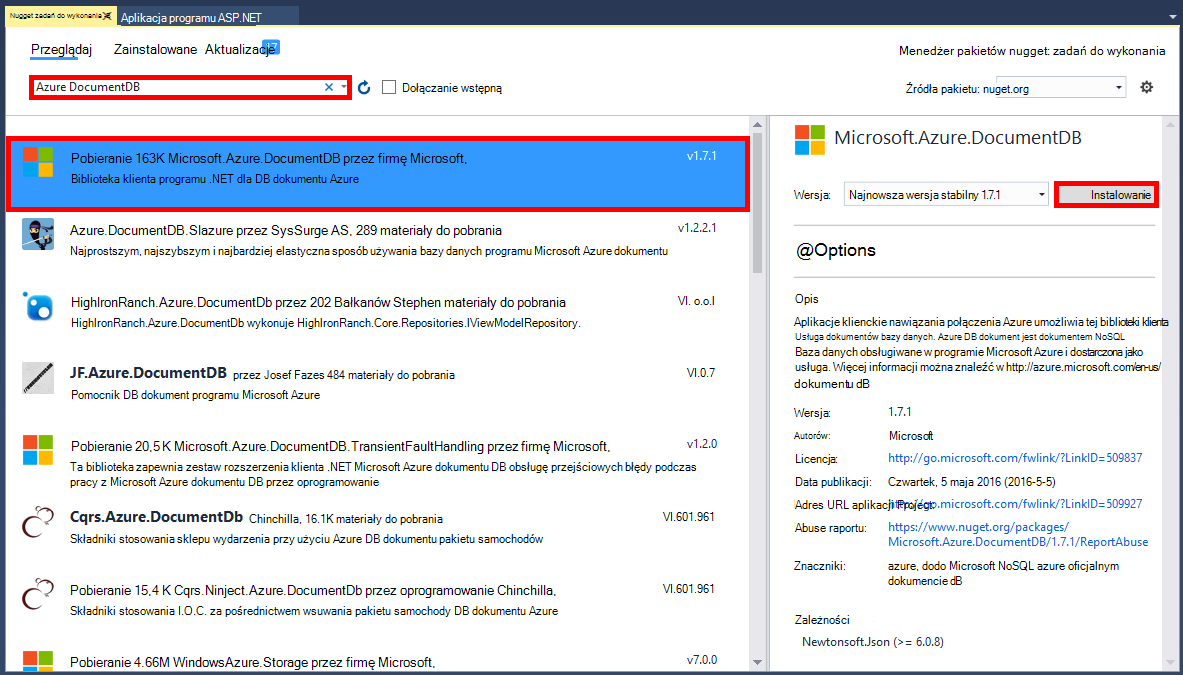 Nugget zadań do wykonania
Aplikacja programu ASP.NET
Przeglądaj Zainstalowane Aktualizacje 17
Menedżer pakietów nuget: zadań do wykonania
Azure DocumentDB
Dołączanie wstępną
Źródła pakietu: nuget.org
Pobieranie 163K Microsoft.Azure.DocumentDB przez firmę Microsoft,
v1.7.1
Biblioteka klienta programu .NET dla DB dokumentu Azure
Azure.DocumentDB.Slazure przez SysSurge AS, 289 materiały do pobrania
v1.2.2.1
Najprostszym, najszybszym i najbardziej elastyczna sposób używania bazy danych programu Microsoft Azure dokumentu
HighIronRanch.Azure.DocumentDb przez 202 Bałkanów Stephen materiały do pobrania
VI. o.o.l
HighIronRanch.Azure.DocumentDb wykonuje HighIronRanch.Core.Repositories.IViewModelRepository.
JF.Azure.DocumentDB przez Josef Fazes 484 materiały do pobrania
VI.0.7
Pomocnik DB dokument programu Microsoft Azure
Pobieranie 20,5 K Microsoft.Azure.DocumentDB.TransientFaultHandling przez firmę Microsoft,
v1.2.0
Ta biblioteka zapewnia zestaw rozszerzenia klienta .NET Microsoft Azure dokumentu DB obsługę przejściowych błędy podczas
pracy z Microsoft Azure dokumentu DB przez oprogramowanie
Cqrs.Azure.DocumentDb Chinchilla, 16.1K materiały do pobrania
VI.601.961
Składniki stosowania sklepu wydarzenia przy użyciu Azure DB dokumentu pakietu samochodów
Pobieranie 15,4 K Cqrs.Ninject.Azure.DocumentDb przez oprogramowanie Chinchilla,
VI.601.961
Składniki stosowania I.O.C. za pośrednictwem wsuwania pakietu samochody DB dokumentu Azure
Pobieranie 4.66M WindowsAzure.Storage przez firmę Microsoft,
v7.0.0
Microsoft.Azure.DocumentDB
Wersja: Najnowsza wersja stabilny 1.7.1
Instalowanie
@Options
Opis
Aplikacje klienckie nawiązania połączenia Azure umożliwia tej biblioteki klienta
Usługa dokumentów bazy danych. Azure DB dokument jest dokumentem NoSQL
Baza danych obsługiwane w programie Microsoft Azure i dostarczona jako
usługa. Więcej informacji można znaleźć w http://azure.microsoft.com/en-us/
dokumentu dB
Wersja: 1.7.1
Autorów: Microsoft
Licencja: http://go.microsoft.com/fwlink/?LinkID=509837
Data publikacji: Czwartek, 5 maja 2016 (2016-5-5)
Adres URL aplikacji Project: http://go.microsoft.com/fwlink/?LinkID=509927
Abuse raportu: https://www.nuget.org/packages/
Microsoft.Azure.DocumentDB/1.7.1/ReportAbuse
Znaczniki: azure, dodo Microsoft NoSQL azure oficjalnym
dokumencie dB
Zależności
Newtonsoft.Json (>= 6.0.8)